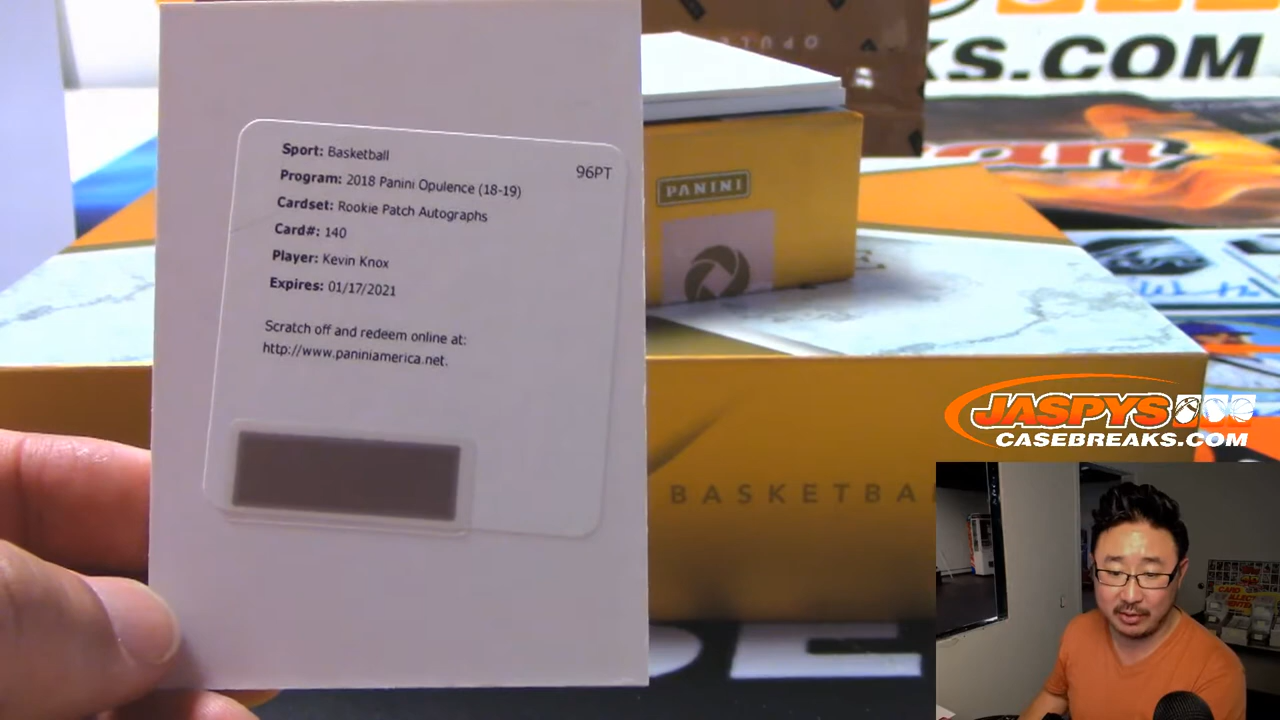 Sport: Basketball
96PT
Program: 2018 Panini Opulence (18-19)
Cardset: Rookie Patch Autographs
Card#: 140
Player: Kevin Knox
Expires: 01/17/2021
Scratch off and redeem online at:
http://www.paniniamerica.net.
PANINI
KS.COM
BASKETBA
JASPYS
CASEBREAKS.COM